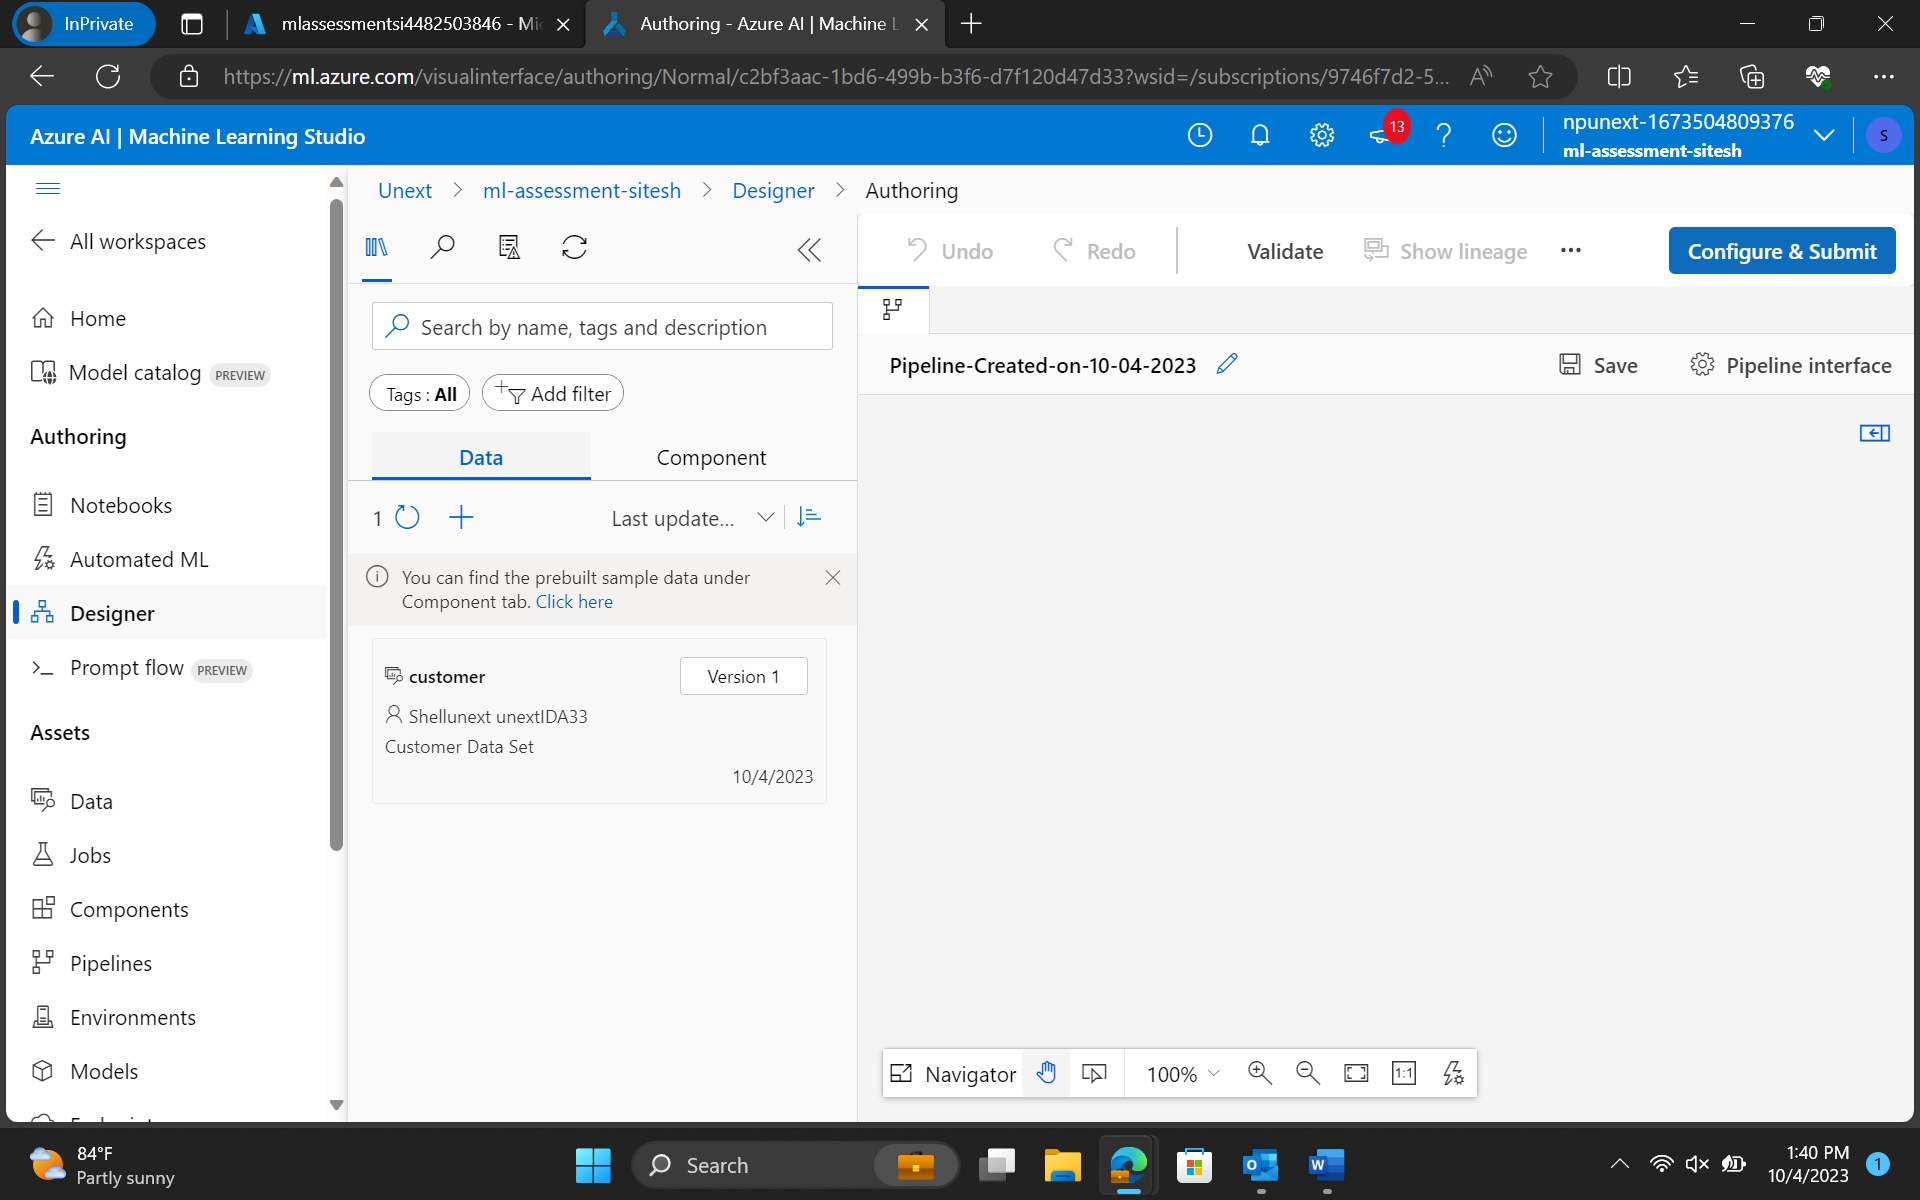 InPrivate
mlassessmentsi4482503846 - Mi
Authoring - Azure AI | Machine L
https://ml.azure.com/visualinterface/authoring/Normal/c2bf3aac-1bd6-499b-b3f6-d7f120d47d33?wsid=/subscriptions/9746f7d2-5...
Azure AI | Machine Learning Studio
13
npunext-1673504809376
ml-assessment-sitesh
S
All workspaces
Home
Model catalog PREVIEW
Authoring
Notebooks
Automated ML
Designer
Prompt flow PREVIEW
Assets
Data
Jobs
Components
Pipelines
Environments
Models
Unext > ml-assessment-sitesh > Designer > Authoring
Search by name, tags and description
Tags : All
Add filter
Data
Component
1
Last update...
You can find the prebuilt sample data under
Component tab. Click here
customer
Version 1
Shellunext unextIDA33
Customer Data Set
10/4/2023
Undo
Redo
Validate
Show lineage
Configure & Submit
Pipeline-Created-on-10-04-2023
Save
Pipeline interface
Navigator
100%
1:1
84°F
Partly sunny
Search
1:40 PM
10/4/2023
1